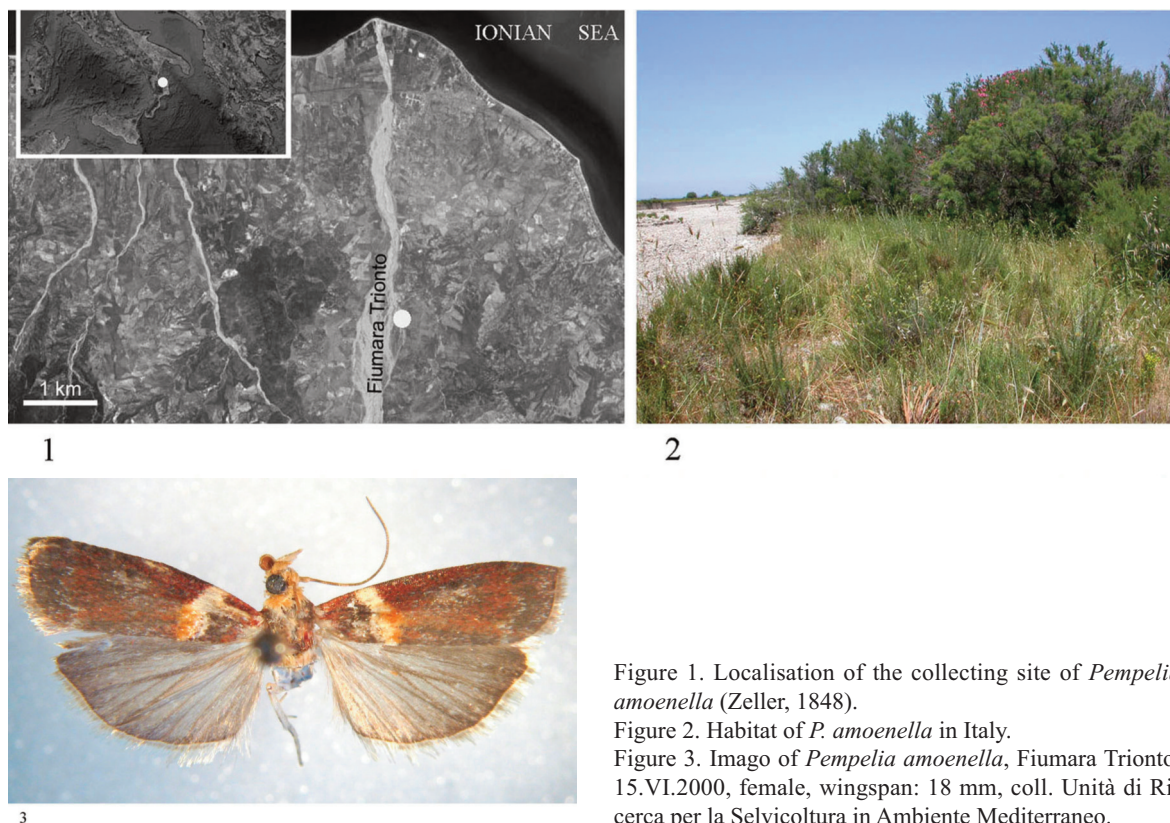 IONIAN SEA
Fiumara Trionto
1 km
1
2
3
Figure 1. Localisation of the collecting site of Pempelia
amoenella (Zeller, 1848).
Figure 2. Habitat of P. amoenella in Italy.
Figure 3. Imago of Pempelia amoenella, Fiumara Trionto
15.VI.2000, female, wingspan: 18 mm, coll. Unità di Ri
cerca per la Selvicoltura in Ambiente Mediterraneo.